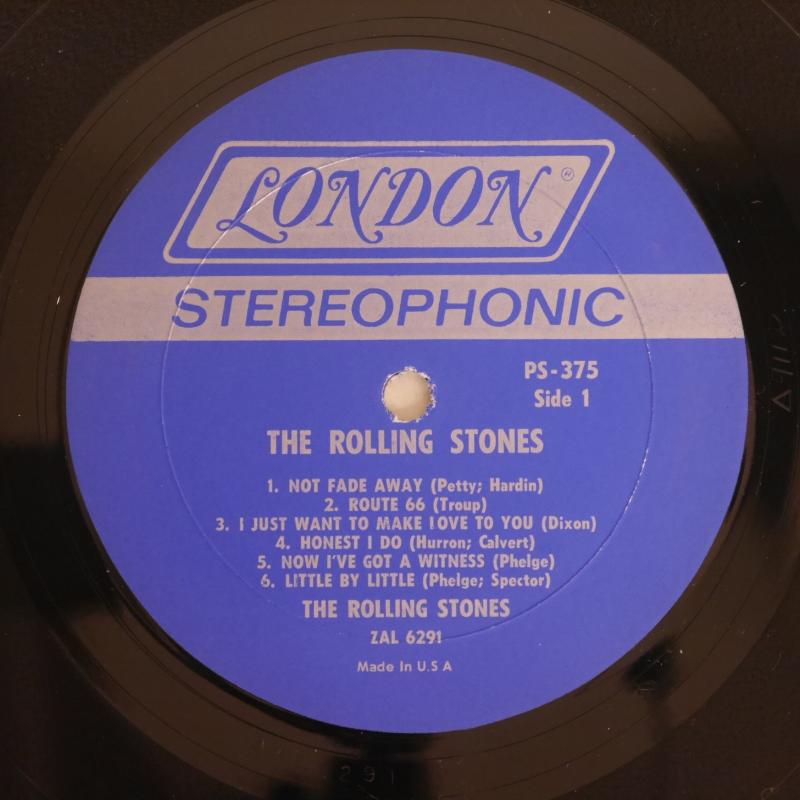 LONDON ®
STEREOPHONIC
PS-375
Side 1
THE ROLLING STONES
1. NOT FADE AWAY (Petty; Hardin)
2. ROUTE 66 (Troup)
3. I JUST WANT TO MAKE LOVE TO YOU (Dixon)
4. HONEST I DO (Hurron; Calvert)
5. NOW I'VE GOT A WITNESS (Phelge)
6. LITTLE BY LITTLE (Phelge; Spector)
THE ROLLING STONES
ZAL 6291
Made In U.S A